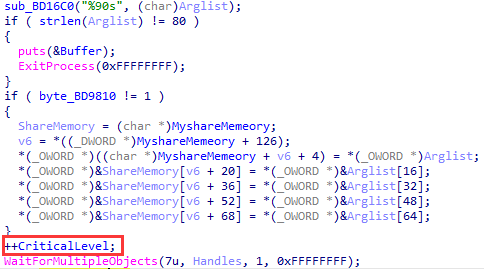 sub_BD16C0("%90s", (char)Arglist);
if ( strlen(Arglist) != 80 )
{
puts(&Buffer);
ExitProcess(0xFFFFFFFF);
}
if ( byte_BD9810 != 1 )
{
ShareMemory = (char *)MyshareMemeory;
v6 = *((_DWORD *)MyshareMemeory + 126);
*(_OWORD *)((char *)MyshareMemeory + v6 + 4) = *(_OWORD *)Arglist;
*(_OWORD *)&ShareMemory[v6 + 20] = *(_OWORD *)&Arglist[16];
*(_OWORD *)&ShareMemory[v6 + 36] = *(_OWORD *)&Arglist[32];
*(_OWORD *)&ShareMemory[v6 + 52] = *(_OWORD *)&Arglist[48];
*(_OWORD *)&ShareMemory[v6 + 68] = *(_OWORD *)&Arglist[64];
}
++CriticalLevel;
WaitForMultipleObjects(7u, Handles, 1, 0xFFFFFFFF);